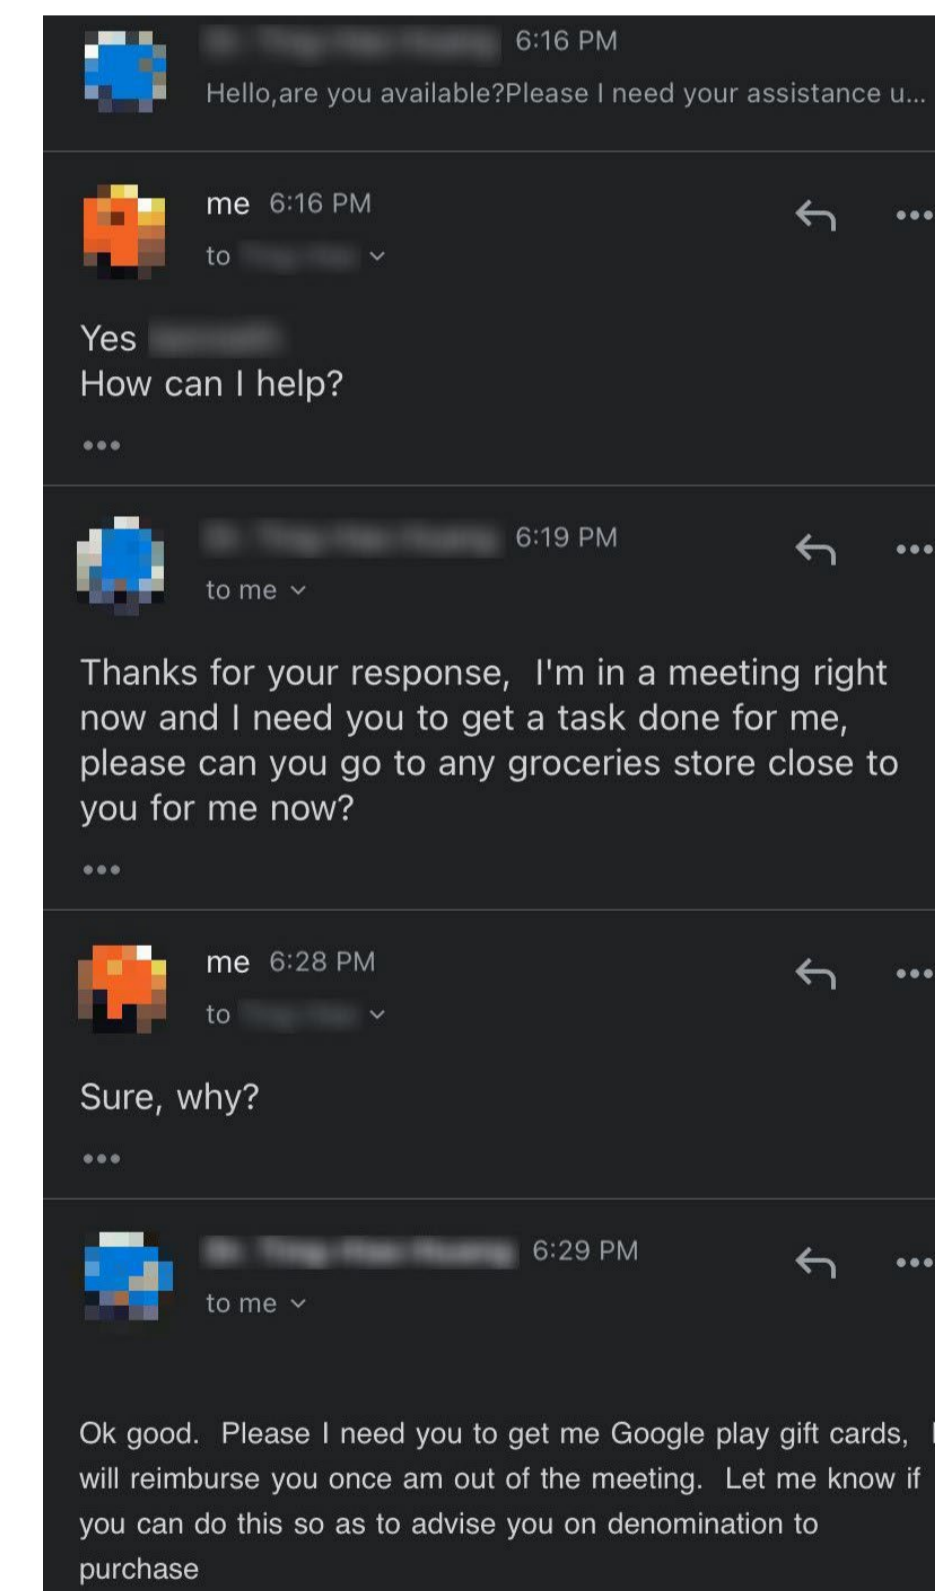 6:16 PM
Hello,are you available?Please I need your assistance u...
me 6:16 PM
to
Yes
How can I help?
6:19 PM
to me
Thanks for your response, I'm in a meeting right
now and I need you to get a task done for me,
please can you go to any groceries store close to
you for me now?
me 6:28 PM
to
Sure, why?
6:29 PM
to me
Ok good. Please I need you to get me Google play gift cards,
will reimburse you once am out of the meeting. Let me know if
you can do this so as to advise you on denomination to
purchase